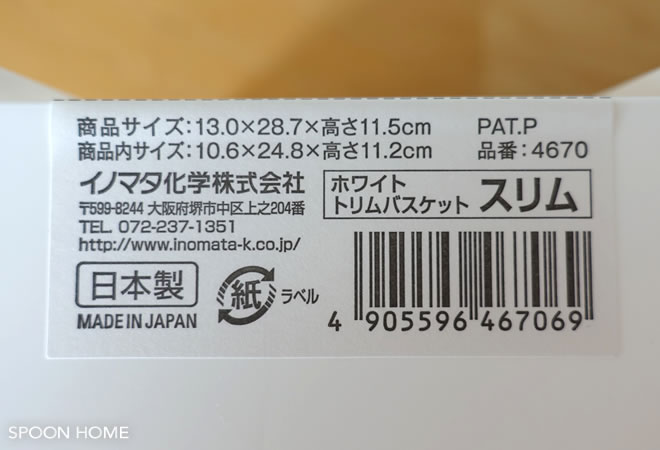 商品サイズ:13.0×28.7×高さ11.5cm PAT.P
商品内サイズ:10.6×24.8×高さ11.2cm 品番:4670
イノマタ化学株式会社
〒599-8244 大阪府堺市中区上之204番
TEL. 072-237-1351
http://www.inomata-k.co.jp/
ホワイト
トリムバスケット スリム
日本製
MADE IN JAPAN
紙 ラベル
4 905596 467069
SPOON HOME